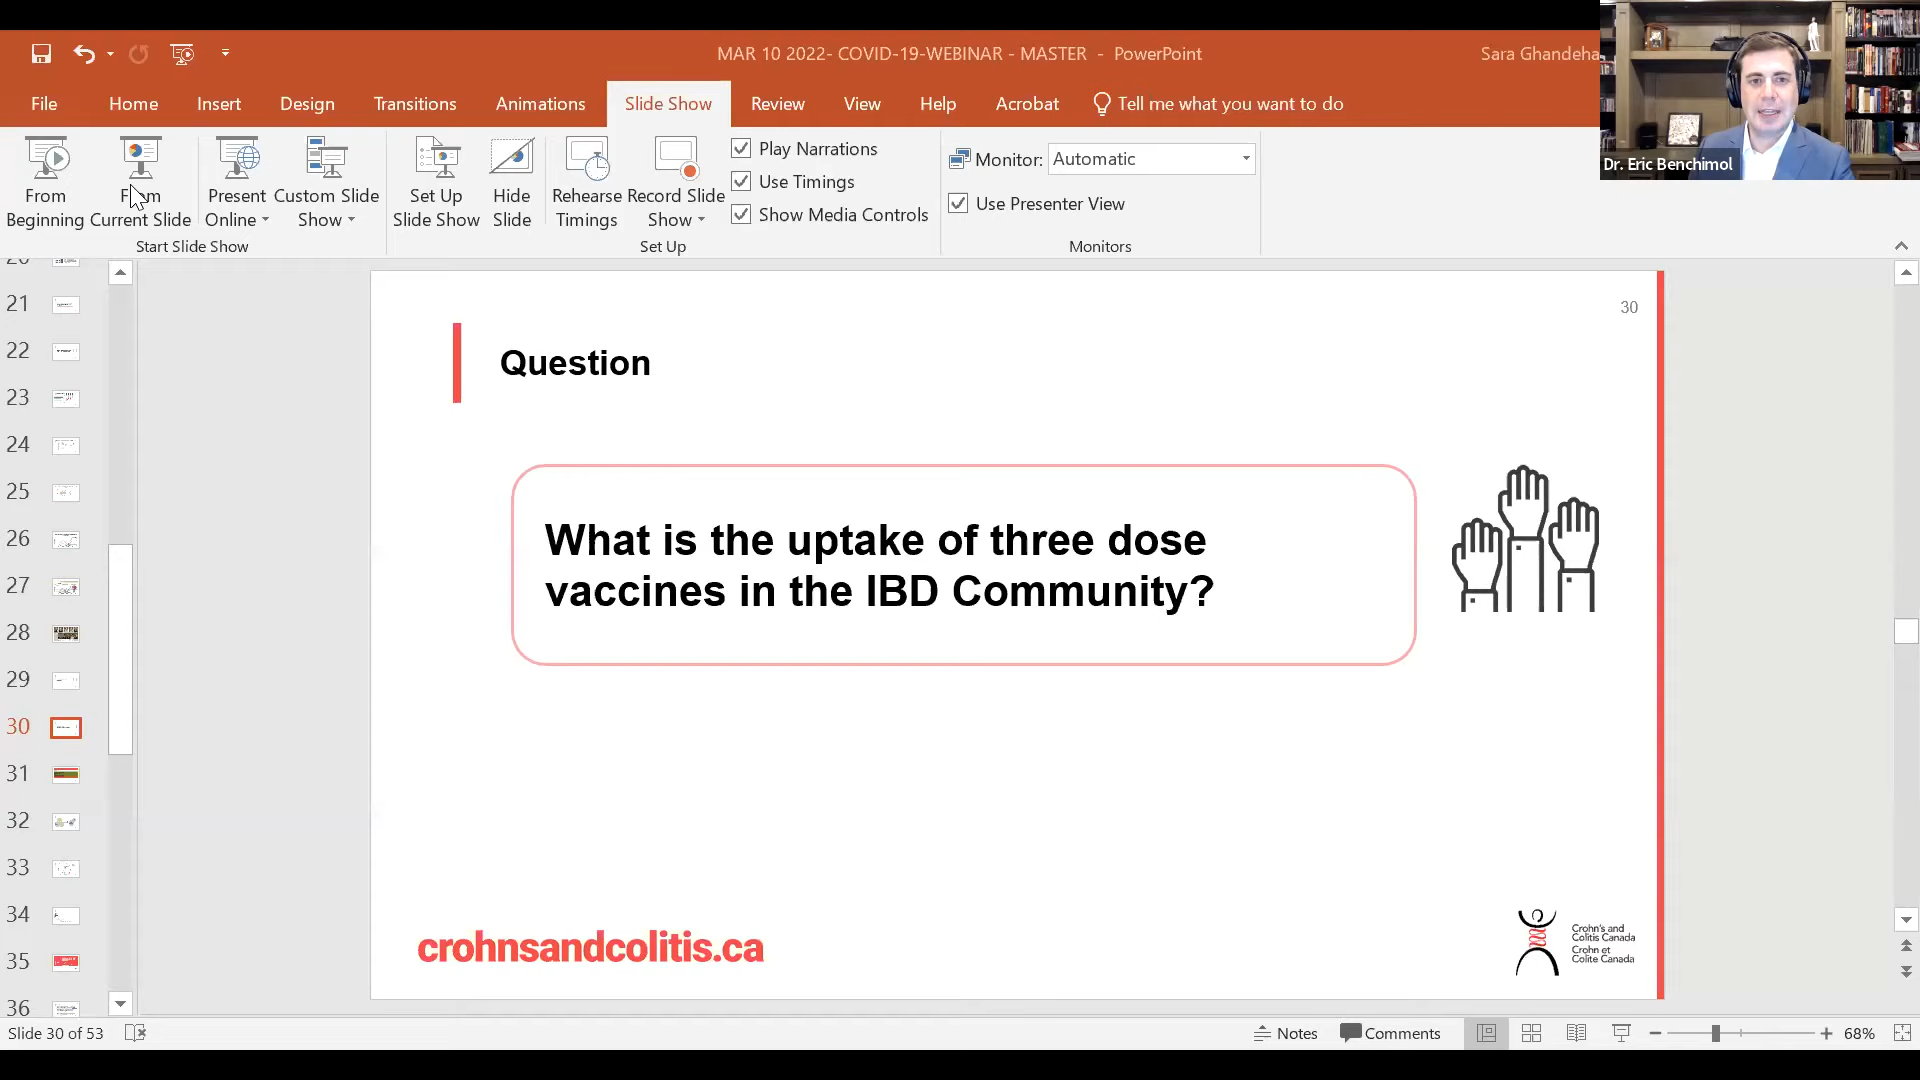 MAR 10 2022- COVID-19-WEBINAR - MASTER - PowerPoint
Sara Ghandeha
File Home Insert Design Transitions Animations Slide Show Review View Help Acrobat Tell me what you want to do
Dr. Eric Benchimol
From Beginning
From Current Slide
Present Online
Custom Slide Show
Start Slide Show
Set Up Slide Show
Hide Slide
Rehearse Timings
Record Slide Show
Play Narrations
Use Timings
Show Media Controls
Set Up
Monitor: Automatic
Use Presenter View
Monitors
20
21
22
23
24
25
26
27
28
29
30
31
32
33
34
35
36
30
Question
What is the uptake of three dose
vaccines in the IBD Community?
crohnsandcolitis.ca
Crohn's and
Colitis Canada
Crohn et
Colite Canada
Slide 30 of 53
Notes
Comments
68%